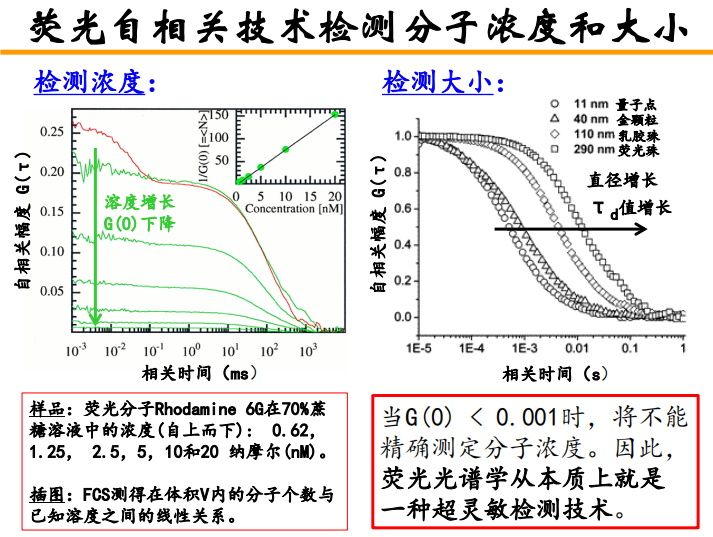 荧光自相关技术检测分子浓度和大小
检测浓度：
检测大小：
自相关幅度 G(τ)
0.25
0.20
0.15
0.10
0.05
10-3
10-2
10-1
100
101
102
103
相关时间（ms）
溶度增长
G(0)下降
1/G(0) [=<N>]
150
100
50
0
5
10
15
20
Concentration [nM]
自相关幅度 G(τ)
1.0
0.8
0.6
0.4
0.2
0.0
1E-5
1E-4
1E-3
0.01
0.1
1
相关时间（s）
11 nm 量子点
40 nm 金颗粒
110 nm 乳胶珠
290 nm 荧光珠
直径增长
τd值增长
样品：荧光分子Rhodamine 6G在70%蔗
糖溶液中的浓度(自上而下)： 0.62，
1.25， 2.5，5，10和20 纳摩尔(nM)。
插图：FCS测得在体积V内的分子个数与
已知溶度之间的线性关系。
当G(0) < 0.001时，将不能
精确测定分子浓度。因此，
荧光光谱学从本质上就是
一种超灵敏检测技术。